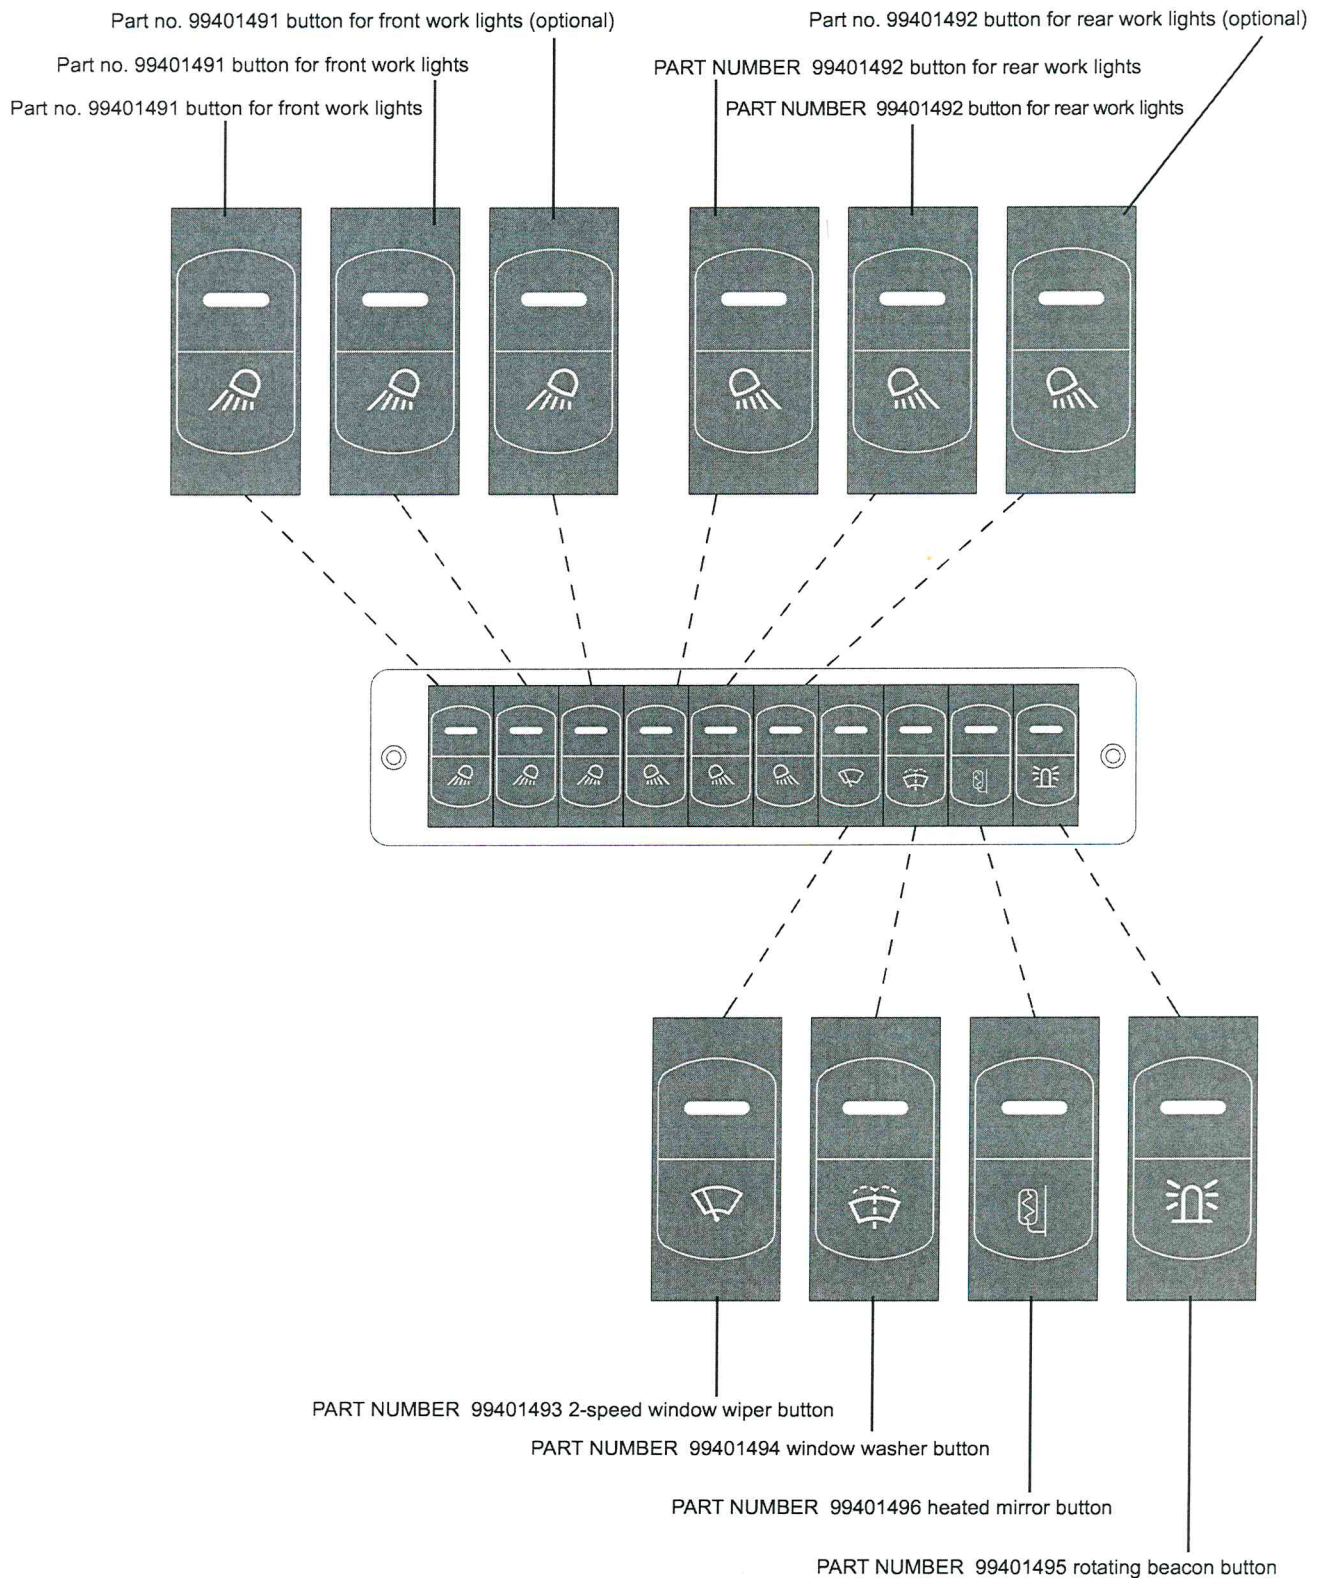 Part no. 99401491 button for front work lights (optional)
Part no. 99401492 button for rear work lights (optional)
Part no. 99401491 button for front work lights
PART NUMBER 99401492 button for rear work lights
Part no. 99401491 button for front work lights
PART NUMBER 99401492 button for rear work lights
PART NUMBER 99401493 2-speed window wiper button
PART NUMBER 99401494 window washer button
PART NUMBER 99401496 heated mirror button
PART NUMBER 99401495 rotating beacon button